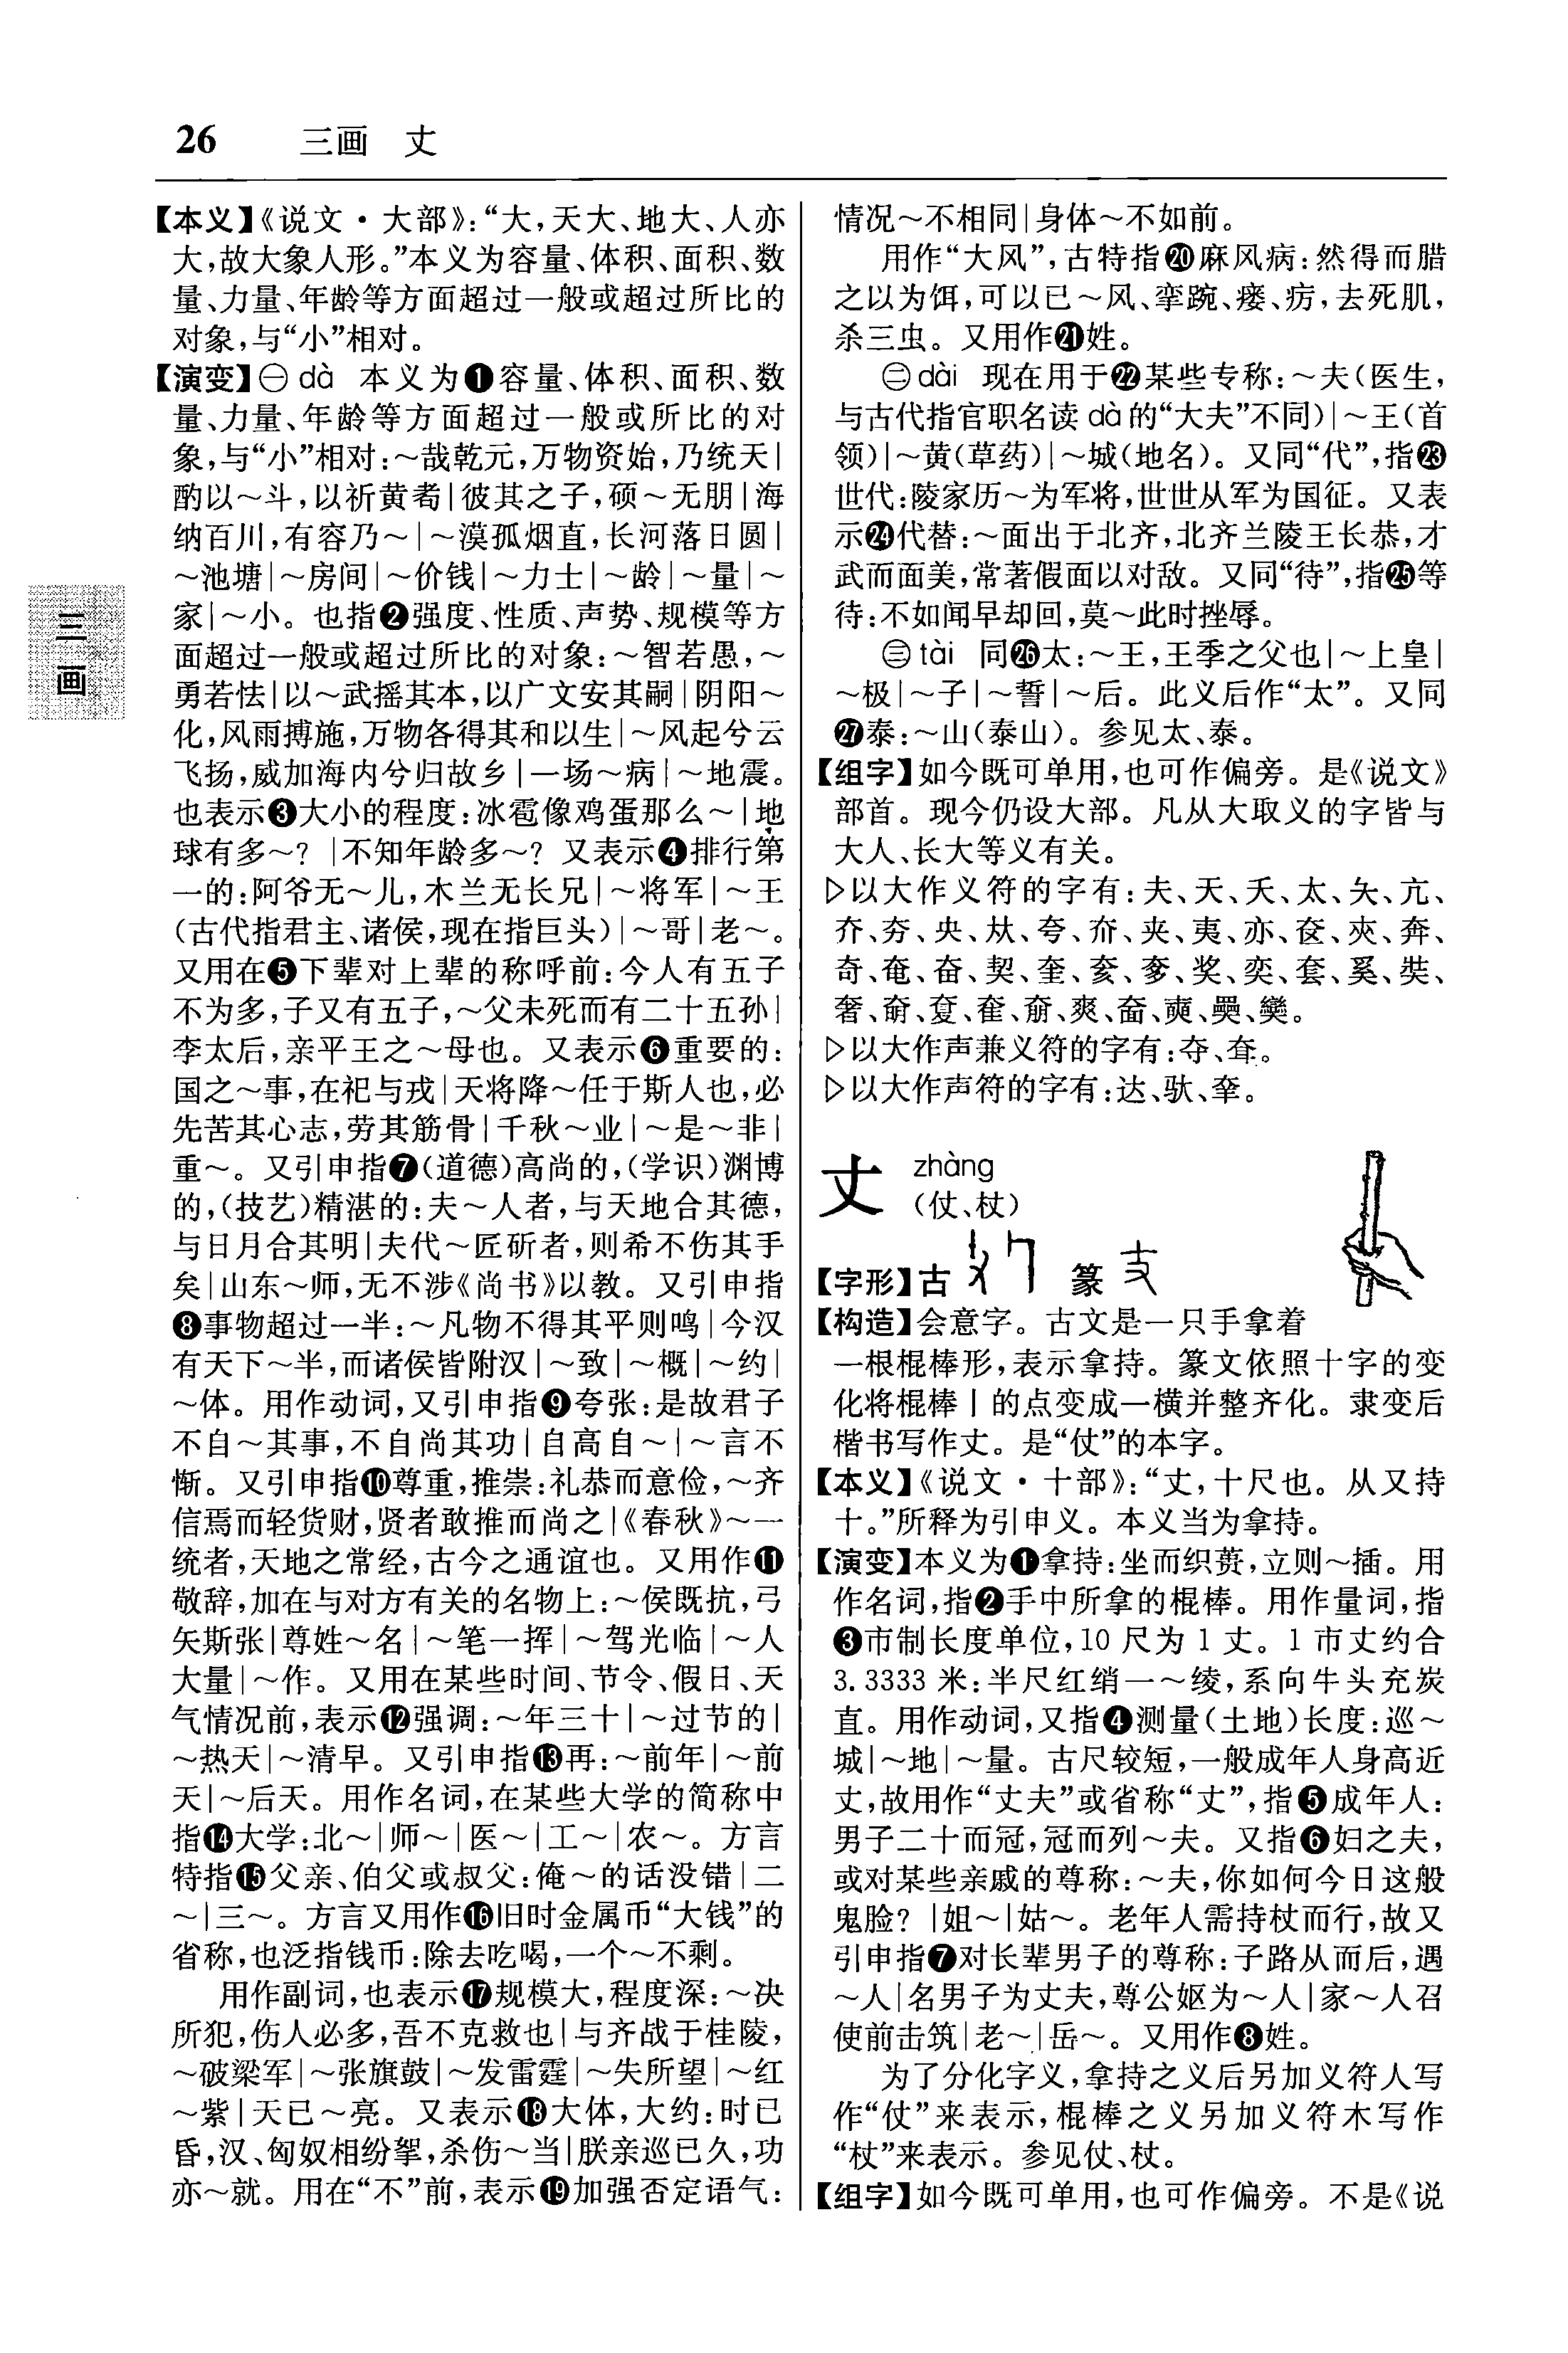 26 三画 丈
【本义】《说文·大部》:“大,天大、地大、人亦
大,故大象人形。”本义为容量、体积、面积、数
量、力量、年龄等方面超过一般或超过所比的
对象,与“小”相对。
【演变】㊀dà 本义为❶容量、体积、面积、数
量、力量、年龄等方面超过一般或所比的对
象,与“小”相对:～哉乾元,万物资始,乃统天|
酌以～斗,以祈黄耇|彼其之子,硕～无朋|海
纳百川,有容乃～|～漠孤烟直,长河落日圆|
～池塘|～房间|～价钱|～力士|～龄|～量|～
家|～小。也指❷强度、性质、声势、规模等方
面超过一般或超过所比的对象:～智若愚,～
勇若怯|以～武摇其本,以广文安其嗣|阴阳～
化,风雨搏施,万物各得其和以生|～风起兮云
飞扬,威加海内兮归故乡|一场～病|～地震。
也表示❸大小的程度:冰雹像鸡蛋那么～|地
球有多～?|不知年龄多～?又表示❹排行第
一的:阿爷无～儿,木兰无长兄|～将军|～王
(古代指君主、诸侯,现在指巨头)|～哥|老～。
又用在❺下辈对上辈的称呼前:今人有五子
不为多,子又有五子,～父未死而有二十五孙|
李太后,亲平王之～母也。又表示❻重要的:
国之～事,在祀与戎|天将降～任于斯人也,必
先苦其心志,劳其筋骨|千秋～业|～是～非|
重～。又引申指❼(道德)高尚的,(学识)渊博
的,(技艺)精湛的:夫～人者,与天地合其德,
与日月合其明|夫代～匠斫者,则希不伤其手
矣|山东～师,无不涉《尚书》以教。又引申指
❽事物超过一半:～凡物不得其平则鸣|今汉
有天下～半,而诸侯皆附汉|～致|～概|～约|
～体。用作动词,又引申指❾夸张:是故君子
不自～其事,不自尚其功|自高自～|～言不
惭。又引申指❿尊重,推崇:礼恭而意俭,～齐
信焉而轻货财,贤者敢推而尚之|《春秋》～一
统者,天地之常经,古今之通谊也。又用作⓫
敬辞,加在与对方有关的名物上:～侯既抗,弓
矢斯张|尊姓～名|～笔一挥|～驾光临|～人
大量|～作。又用在某些时间、节令、假日、天
气情况前,表示⓬强调:～年三十|～过节的|
～热天|～清早。又引申指⓭再:～前年|～前
天|～后天。用作名词,在某些大学的简称中
指⓮大学:北～|师～|医～|工～|农～。方言
特指⓯父亲、伯父或叔父:俺～的话没错|二
～|三～。方言又用作⓰旧时金属币“大钱”的
省称,也泛指钱币:除去吃喝,一个～不剩。
用作副词,也表示⓱规模大,程度深:～决
所犯,伤人必多,吾不克救也|与齐战于桂陵,
～破梁军|～张旗鼓|～发雷霆|～失所望|～红
～紫|天已～亮。又表示⓲大体,大约:时已
昏,汉、匈奴相纷挐,杀伤～当|朕亲巡已久,功
亦～就。用在“不”前,表示⓳加强否定语气:
三画
情况～不相同|身体～不如前。
用作“大风”,古特指⓴麻风病:然得而腊
之以为饵,可以已～风、挛踠、瘘、疠,去死肌,
杀三虫。又用作㉑姓。
㊁dài 现在用于㉒某些专称:～夫(医生,
与古代指官职名读dà的“大夫”不同)|～王(首
领)|～黄(草药)|～城(地名)。又同“代”,指㉓
世代:陵家历～为军将,世世从军为国征。又表
示㉔代替:～面出于北齐,北齐兰陵王长恭,才
武而面美,常著假面以对敌。又同“待”,指㉕等
待:不如闻早却回,莫～此时挫辱。
㊂tài 同㉖太:～王,王季之父也|～上皇|
～极|～子|～誓|～后。此义后作“太”。又同
㉗泰:～山(泰山)。参见太、泰。
【组字】如今既可单用,也可作偏旁。是《说文》
部首。现今仍设大部。凡从大取义的字皆与
大人、长大等义有关。
▷以大作义符的字有:夫、天、夭、太、夨、亢、
夰、夯、央、夶、夸、夼、夹、夷、亦、㚎、夾、奔、
奇、奄、奋、契、奎、奓、奖、奕、套、奚、奘、
奢、奝、奞、奫、爽、奭、樊。
▷以大作声兼义符的字有:夺、耷。
▷以大作声符的字有:达、驮、羍。
丈 zhàng
(仗、杖)
【字形】古 篆
【构造】会意字。古文是一只手拿着
一根棍棒形,表示拿持。篆文依照十字的变
化将棍棒丨的点变成一横并整齐化。隶变后
楷书写作丈。是“仗”的本字。
【本义】《说文·十部》:“丈,十尺也。从又持
十。”所释为引申义。本义当为拿持。
【演变】本义为❶拿持:坐而织蒉,立则～插。用
作名词,指❷手中所拿的棍棒。用作量词,指
❸市制长度单位,10尺为1丈。1市丈约合
3.3333米:半尺红绡一～绫,系向牛头充炭
直。用作动词,又指❹测量(土地)长度:巡～
城|～地|～量。古尺较短,一般成年人身高近
丈,故用作“丈夫”或省称“丈”,指❺成年人:
男子二十而冠,冠而列～夫。又指❻妇之夫,
或对某些亲戚的尊称:～夫,你如何今日这般
鬼脸?|姐～|姑～。老年人需持杖而行,故又
引申指❼对长辈男子的尊称:子路从而后,遇
～人|名男子为丈夫,尊公妪为～人|家～人召
使前击筑|老～|岳～。又用作❽姓。
为了分化字义,拿持之义后另加义符人写
作“仗”来表示,棍棒之义另加义符木写作
“杖”来表示。参见仗、杖。
【组字】如今既可单用,也可作偏旁。不是《说